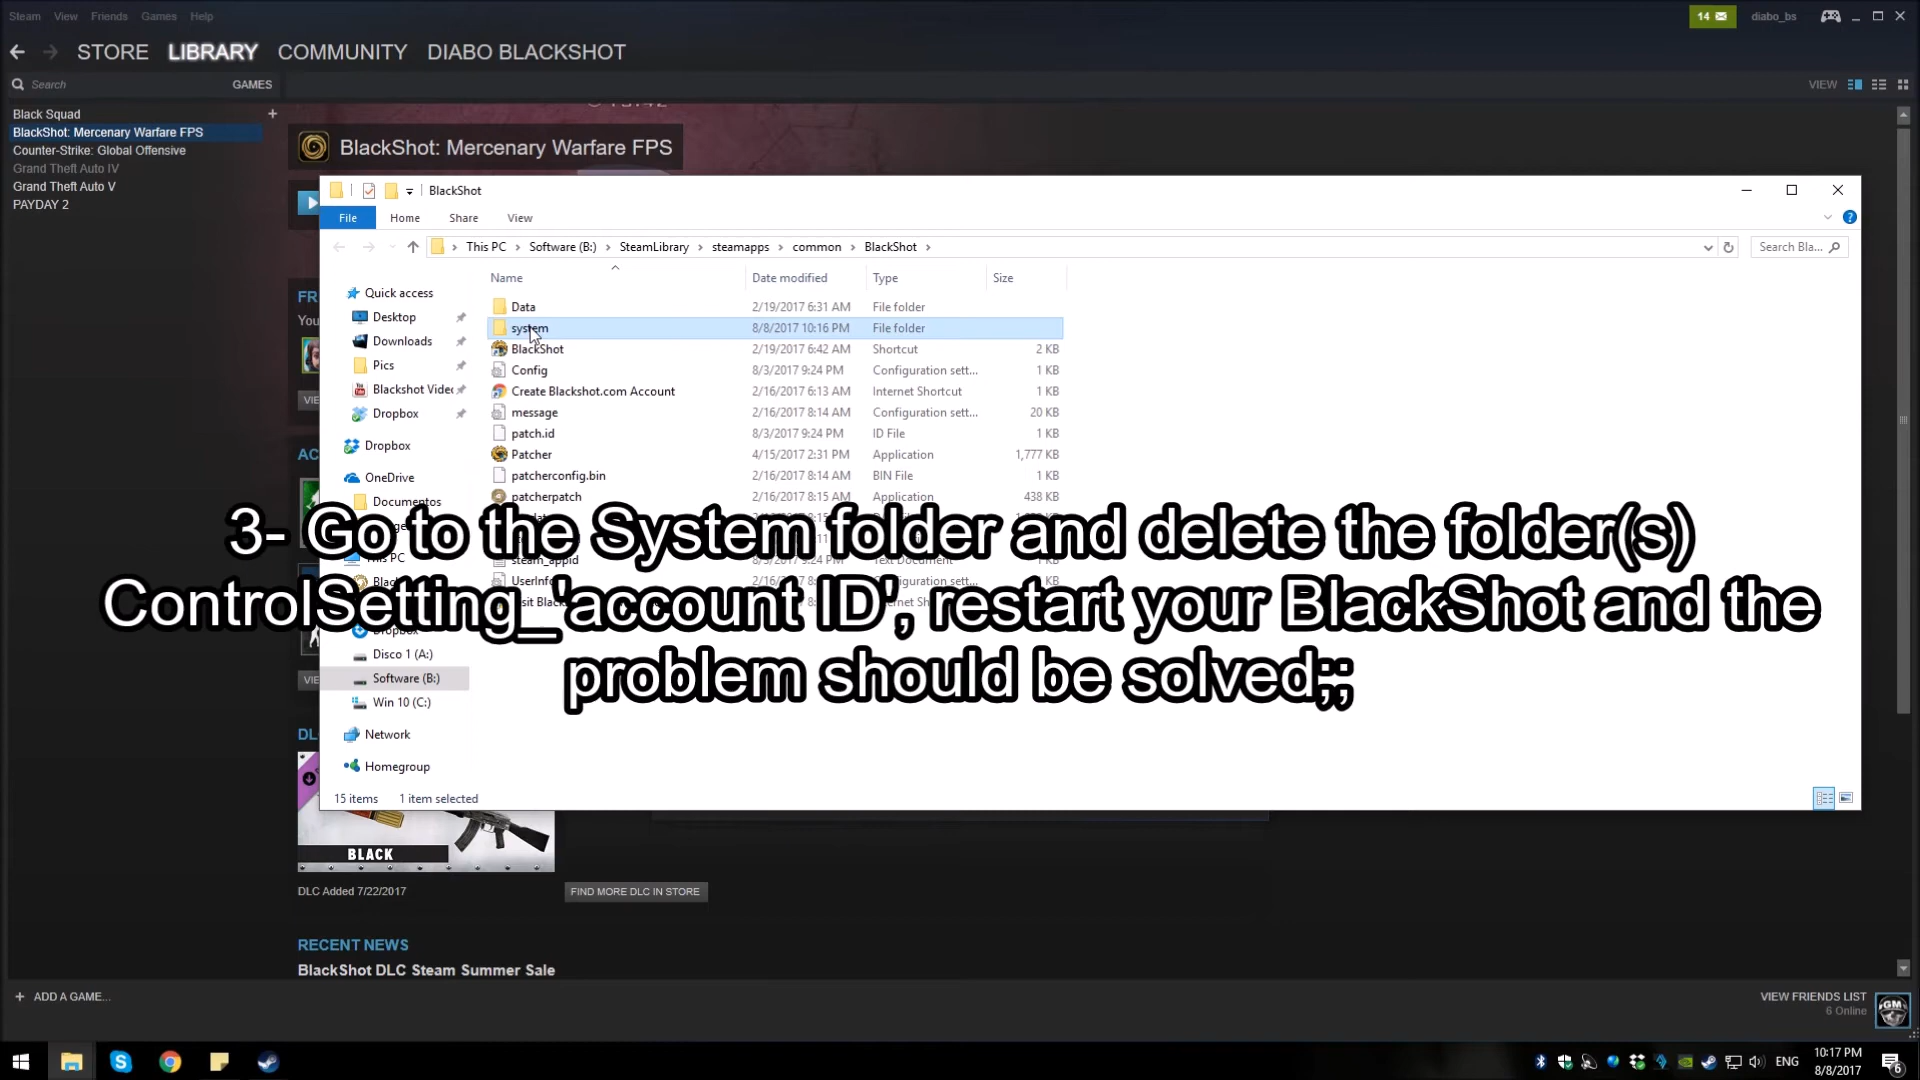 Steam View Friends Games Help
14 diabo_bs
STORE LIBRARY COMMUNITY DIABO BLACKSHOT
Search GAMES VIEW
Black Squad
BlackShot: Mercenary Warfare FPS
Counter-Strike: Global Offensive
Grand Theft Auto IV
Grand Theft Auto V
PAYDAY 2
BlackShot: Mercenary Warfare FPS
BlackShot
File Home Share View
This PC > Software (B:) > SteamLibrary > steamapps > common > BlackShot >
Search Bla...
Name Date modified Type Size
Data 2/19/2017 6:31 AM File folder
system 8/8/2017 10:16 PM File folder
BlackShot 2/19/2017 6:42 AM Shortcut 2 KB
Config 8/3/2017 9:24 PM Configuration sett... 1 KB
Create Blackshot.com Account 2/16/2017 6:13 AM Internet Shortcut 1 KB
message 2/16/2017 8:14 AM Configuration sett... 20 KB
patch.id 8/3/2017 9:24 PM ID File 1 KB
Patcher 4/15/2017 2:31 PM Application 1,777 KB
patcherconfig.bin 2/16/2017 8:14 AM BIN File 1 KB
patcherpatch 2/16/2017 8:15 AM Application 438 KB
Quick access
Desktop
Downloads
Pics
Blackshot Vide
Dropbox
Dropbox
OneDrive
Documentos
3- Go to the System folder and delete the folder(s)
ControlSetting_'account ID', restart your BlackShot and the
problem should be solved;;
Disco 1 (A:)
Software (B:)
Win 10 (C:)
Network
Homegroup
15 items 1 item selected
FR
You
VIE
AC
VIE
DL
BLACK
DLC Added 7/22/2017
FIND MORE DLC IN STORE
RECENT NEWS
BlackShot DLC Steam Summer Sale
+ ADD A GAME...
VIEW FRIENDS LIST
6 Online
GM
ENG
10:17 PM
8/8/2017
6